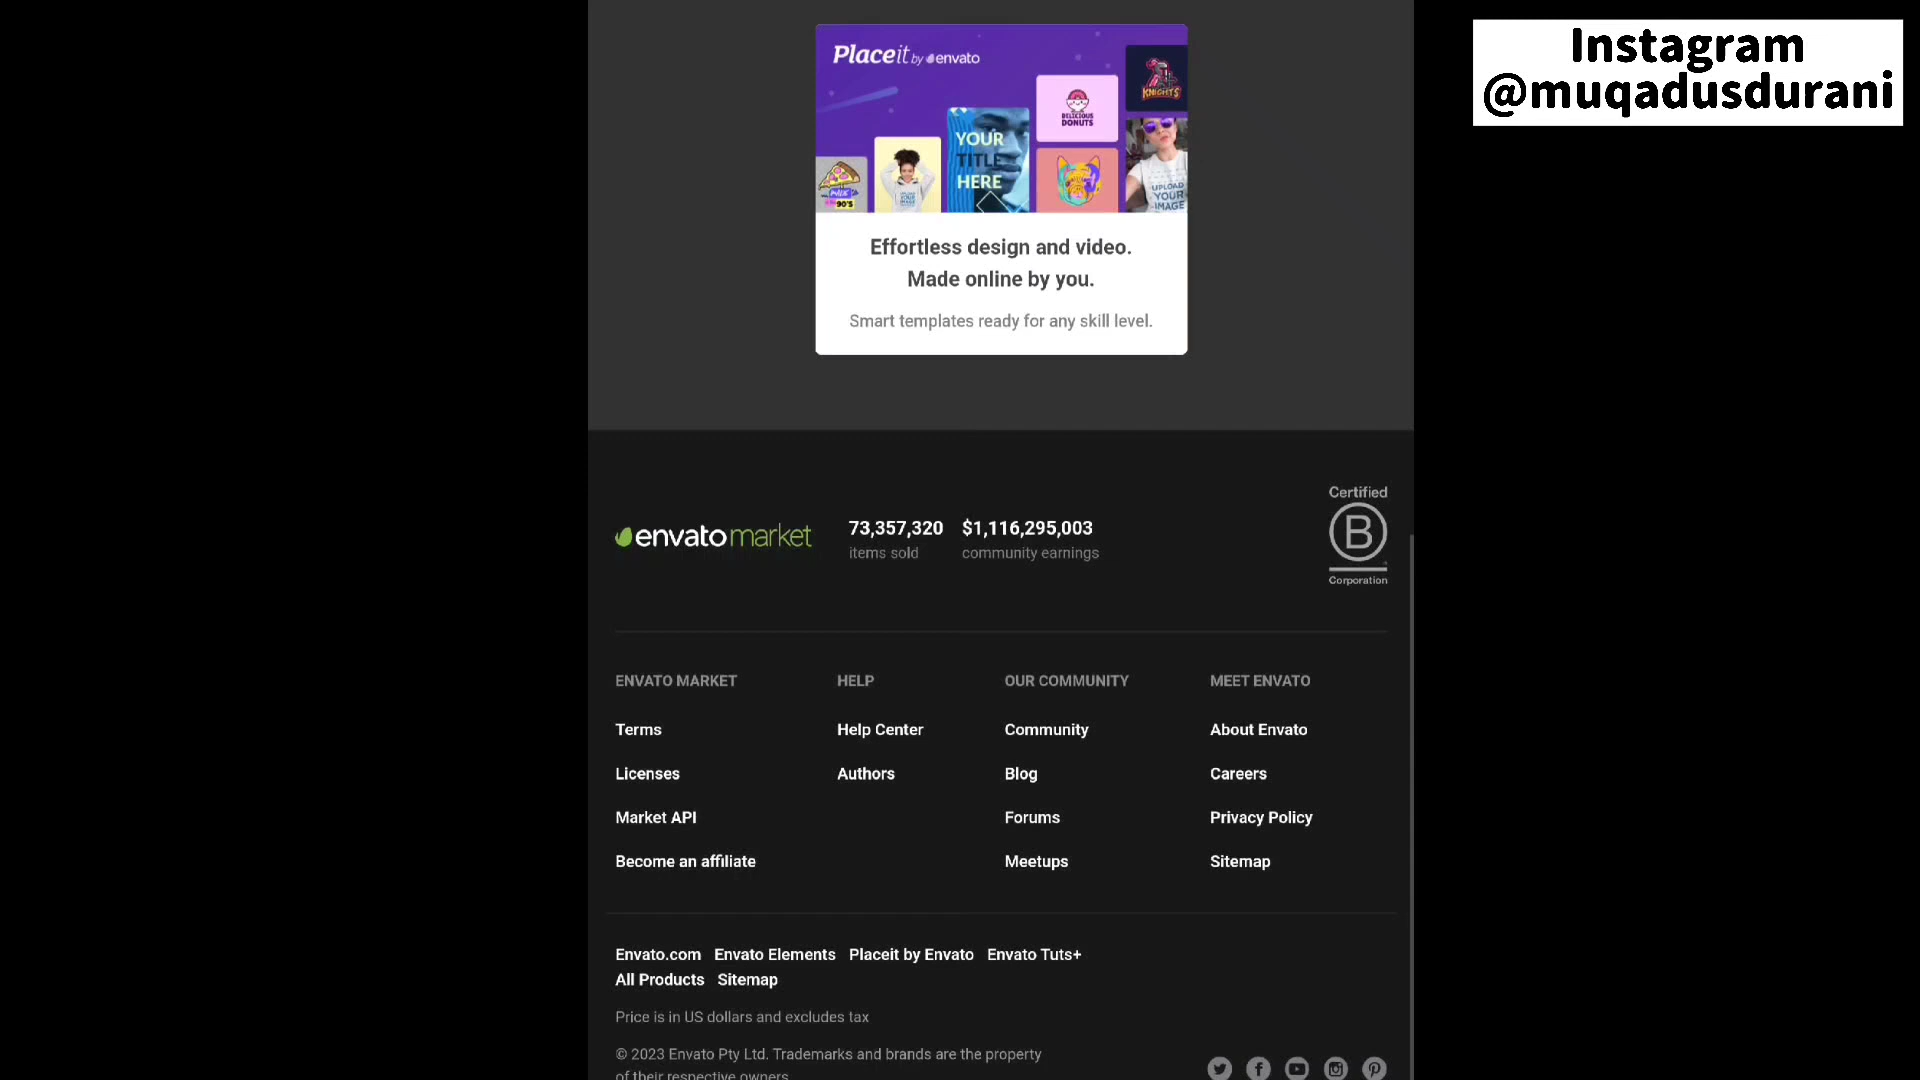 Instagram
@muqadusdurani
Placeit by envato
KNIGHTS
DELICIOUS
DONUTS
YOUR
TITLE
HERE
90'S
UPLOAD
YOUR
IMAGE
UPLOAD
YOUR
IMAGE
Effortless design and video.
Made online by you.
Smart templates ready for any skill level.
envato market
73,357,320 $1,116,295,003
items sold community earnings
Certified
B
Corporation
ENVATO MARKET HELP OUR COMMUNITY MEET ENVATO
Terms Help Center Community About Envato
Licenses Authors Blog Careers
Market API Forums Privacy Policy
Become an affiliate Meetups Sitemap
Envato.com Envato Elements Placeit by Envato Envato Tuts+
All Products Sitemap
Price is in US dollars and excludes tax
© 2023 Envato Pty Ltd. Trademarks and brands are the property
of their respective owners